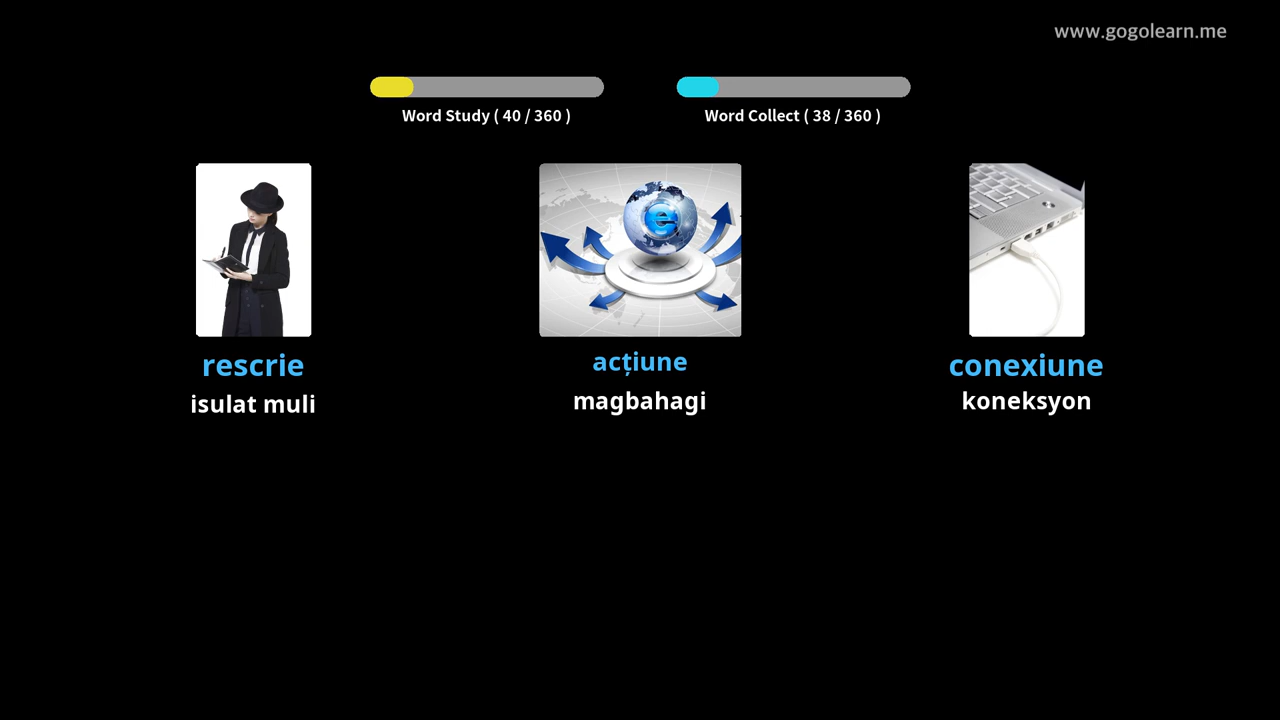 www.gogolearn.me
Word Study ( 40 / 360 )
Word Collect ( 38 / 360 )
e
rescrie
isulat muli
acțiune
magbahagi
conexiune
koneksyon